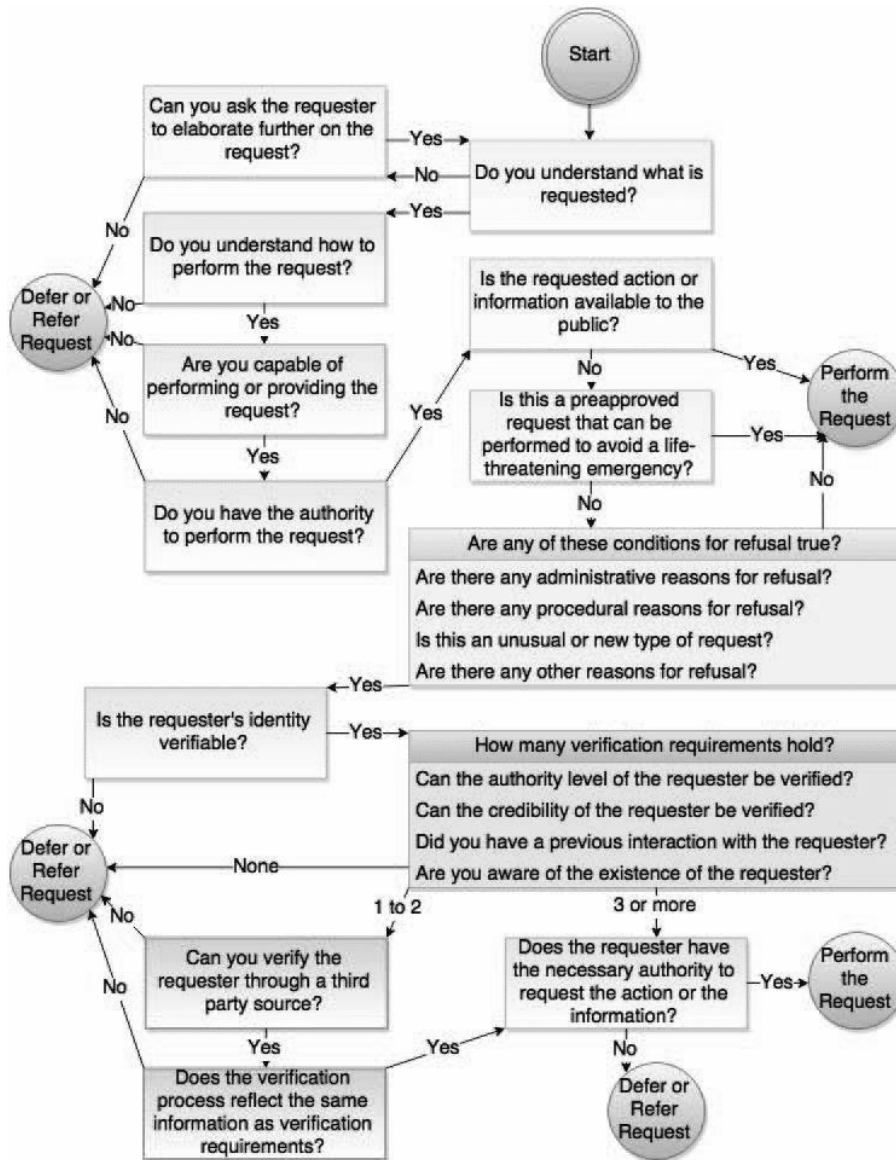 Start
Can you ask the requester
to elaborate further on the
request?
Yes
No
Do you understand what is
requested?
Yes
No
Do you understand how to
perform the request?
Is the requested action or
information available to the
public?
Defer or
Refer
Request
No
Yes
No
Are you capable of
performing or providing the
request?
No
Yes
No
Yes
Perform
the
Request
Is this a preapproved
request that can be
performed to avoid a life-
threatening emergency?
Yes
Yes
No
No
Do you have the authority
to perform the request?
Are any of these conditions for refusal true?
Are there any administrative reasons for refusal?
Are there any procedural reasons for refusal?
Is this an unusual or new type of request?
Are there any other reasons for refusal?
Yes
Is the requester's identity
verifiable?
Yes
How many verification requirements hold?
Can the authority level of the requester be verified?
Can the credibility of the requester be verified?
Did you have a previous interaction with the requester?
Are you aware of the existence of the requester?
No
Defer or
Refer
Request
None
1 to 2
3 or more
No
Can you verify the
requester through a third
party source?
Does the requester have
the necessary authority to
request the action or the
information?
Yes
Perform
the
Request
No
Yes
Yes
No
Does the verification
process reflect the same
information as verification
requirements?
Defer or
Refer
Request